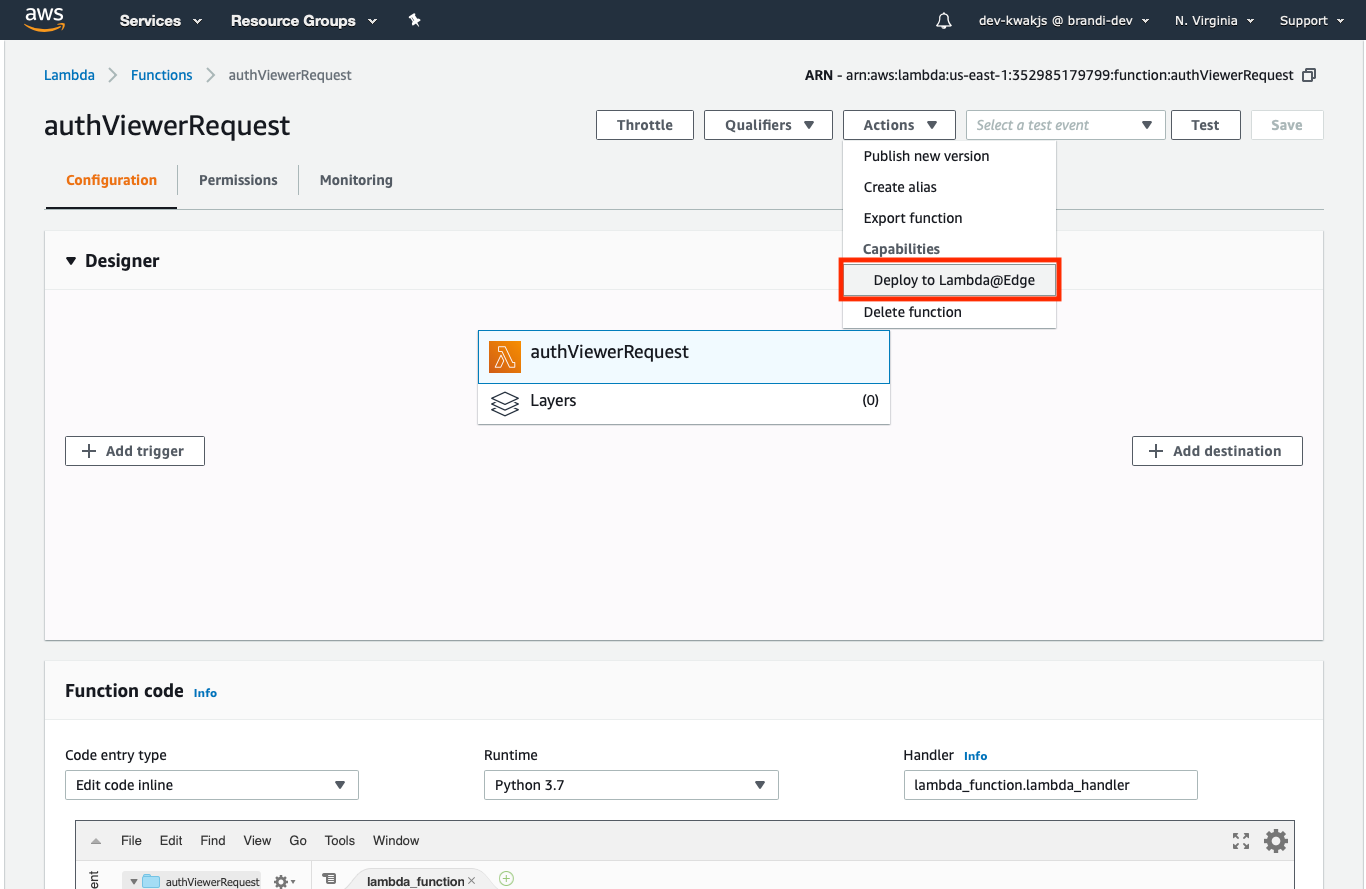 aws Services Resource Groups dev-kwakjs @ brandi-dev N. Virginia Support
Lambda Functions authViewerRequest ARN - arn:aws:lambda:us-east-1:352985179799:function:authViewerRequest
authViewerRequest Throttle Qualifiers Actions Select a test event Test Save
Publish new version
Configuration Permissions Monitoring Create alias
Export function
Capabilities
Designer
Deploy to Lambda@Edge
Delete function
authViewerRequest
Layers (0)
Add trigger Add destination
Function code Info
Code entry type Runtime Handler Info
Edit code inline Python 3.7 lambda_function.lambda_handler
File Edit Find View Go Tools Window
ent authViewerRequest lambda_function